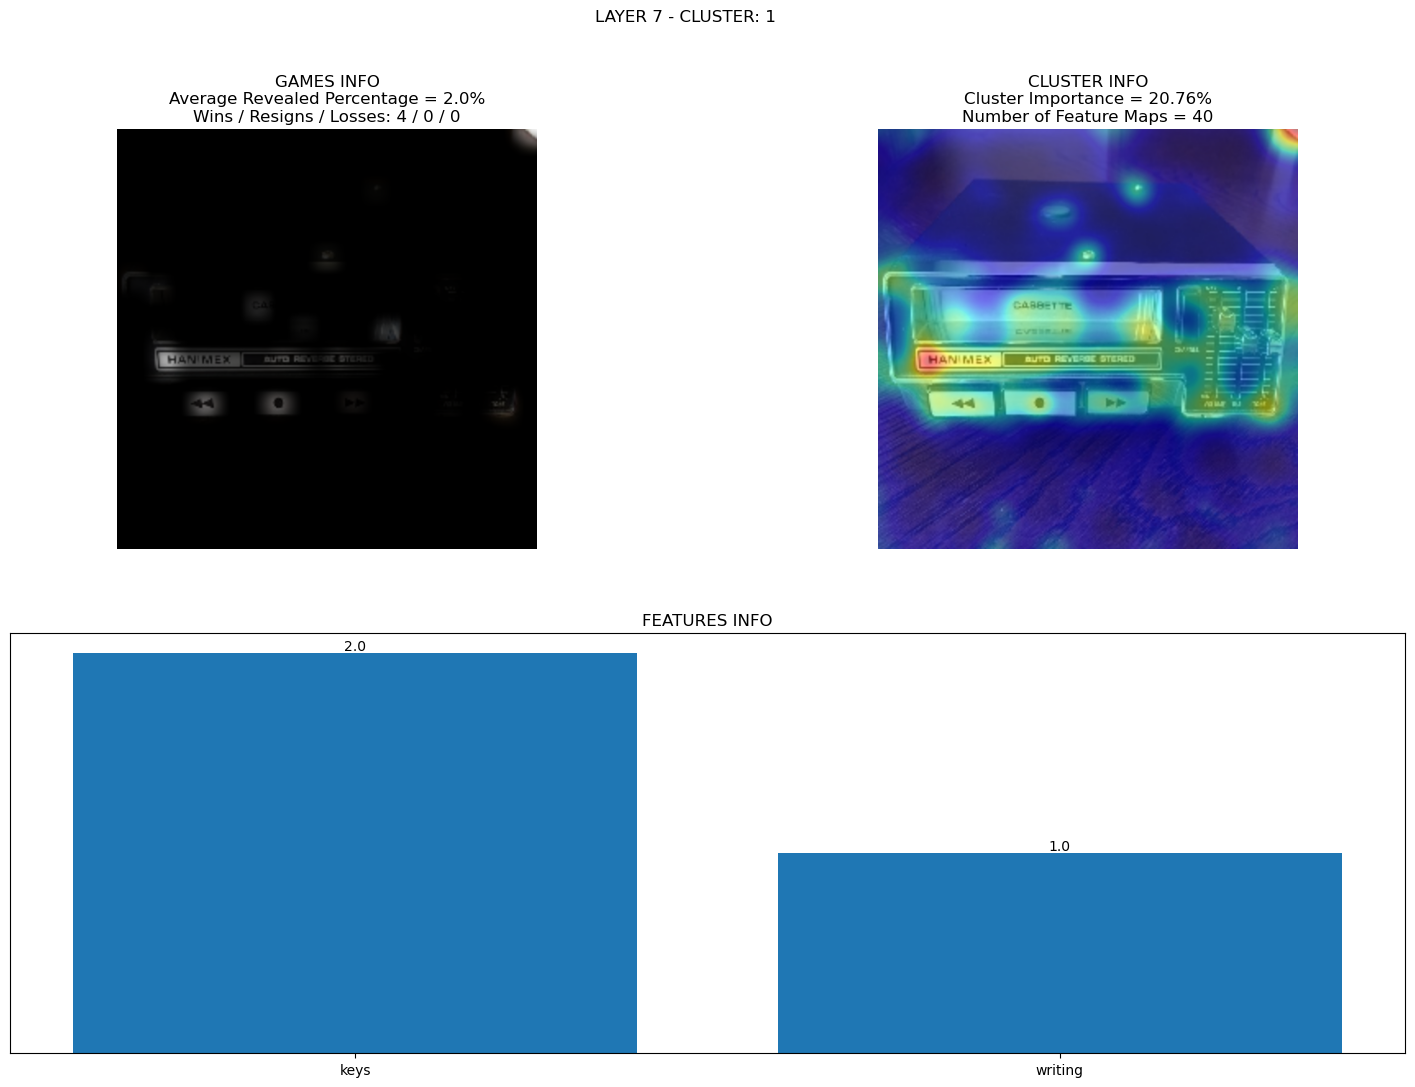 LAYER 7 - CLUSTER: 1
GAMES INFO
Average Revealed Percentage = 2.0%
Wins / Resigns / Losses: 4 / 0 / 0
CLUSTER INFO
Cluster Importance = 20.76%
Number of Feature Maps = 40
HANIMEX AUTO REVERSE STEREO
CASSETTE
HANIMEX AUTO REVERSE STEREO
FEATURES INFO
2.0
1.0
keys
writing